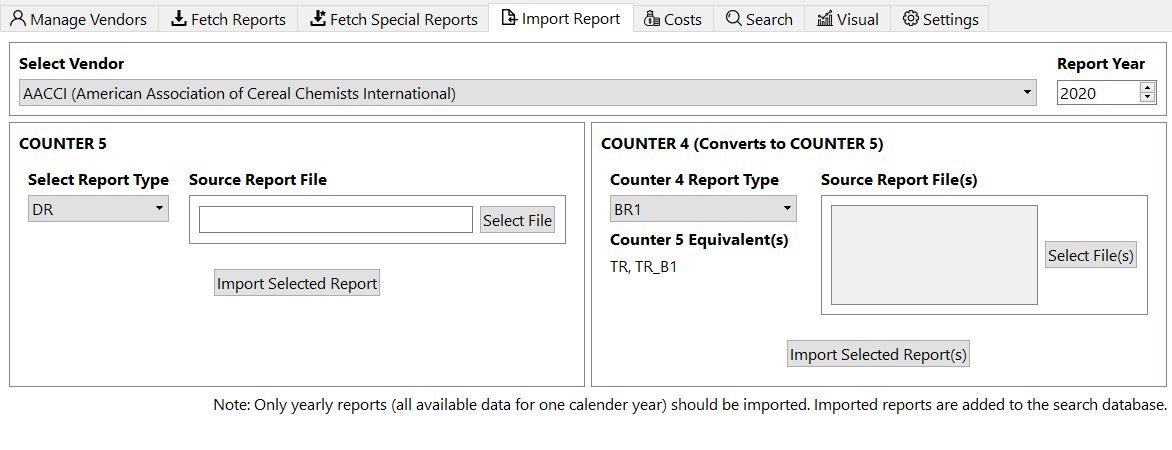 Manage Vendors Fetch Reports Fetch Special Reports Import Report Costs Search Visual Settings
Select Vendor Report Year
AACCI (American Association of Cereal Chemists International) 2020
COUNTER 5
Select Report Type Source Report File
DR
Select File
Import Selected Report
COUNTER 4 (Converts to COUNTER 5)
Counter 4 Report Type Source Report File(s)
BR1
Counter 5 Equivalent(s)
Select File(s)
TR, TR_B1
Import Selected Report(s)
Note: Only yearly reports (all available data for one calender year) should be imported. Imported reports are added to the search database.